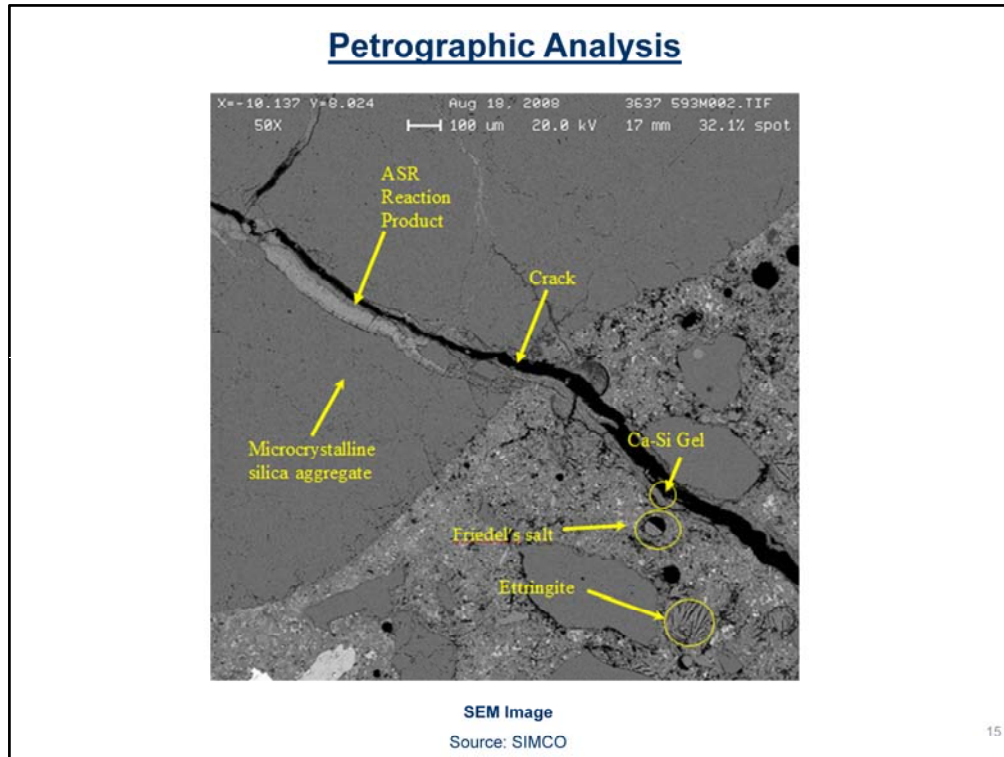 Petrographic Analysis
X=-10.137 Y=8.024 Aug 18, 2008 3637 593M002.TIF
50X 100 um 20.0 kV 17 mm 32.1% spot
ASR
Reaction
Product
Crack
Microcrystalline
silica aggregate
Ca-Si Gel
Friedel's salt
Ettringite
SEM Image
Source: SIMCO
15